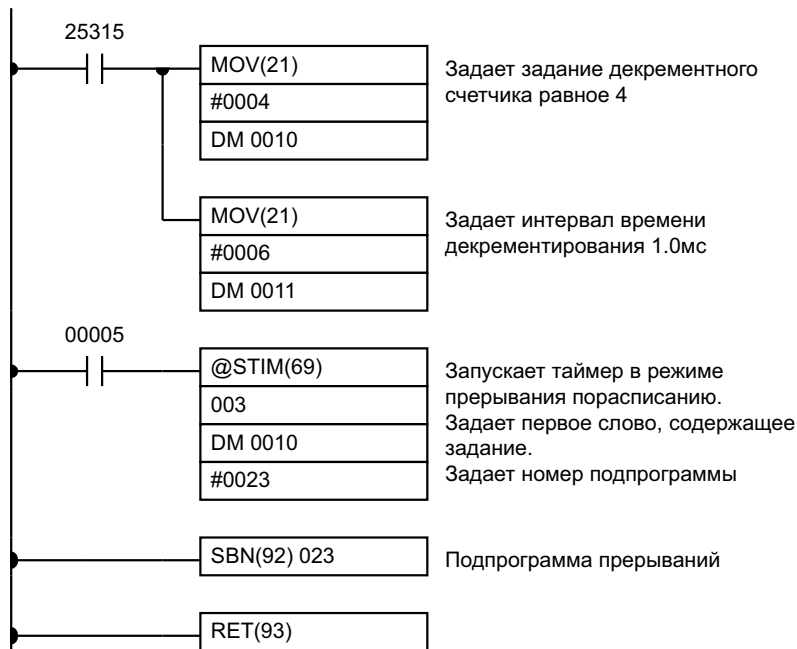 25315
MOV(21)
#0004
DM 0010
Задает задание декрементного
счетчика равное 4
MOV(21)
#0006
DM 0011
Задает интервал времени
декрементирования 1.0мс
00005
@STIM(69)
003
DM 0010
#0023
Запускает таймер в режиме
прерывания порасписанию.
Задает первое слово, содержащее
задание.
Задает номер подпрограммы
SBN(92) 023
Подпрограмма прерываний
RET(93)